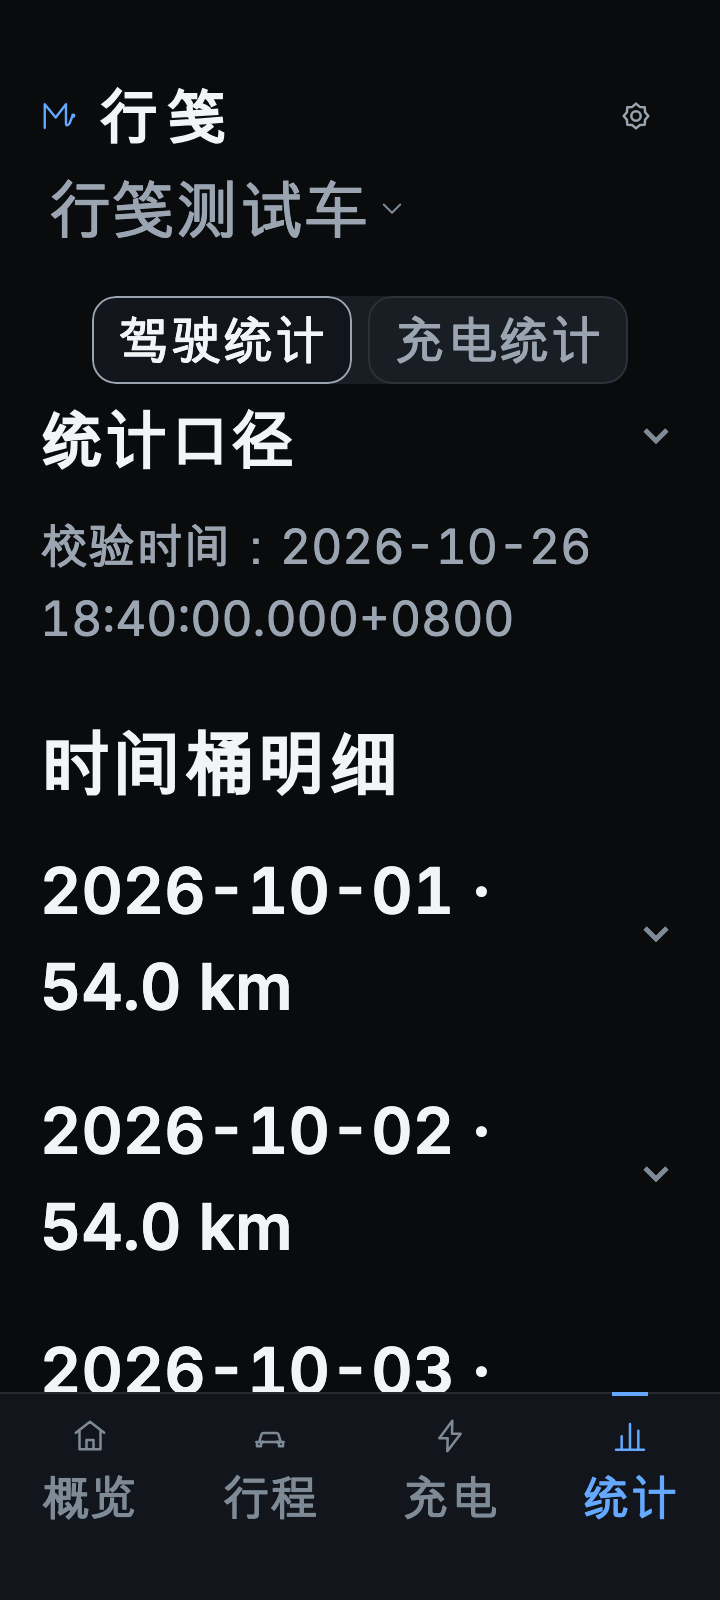 行笺
行笺测试车
驾驶统计 充电统计
统计口径
校验时间：2026-10-26
18:40:00.000+0800
时间桶明细
2026-10-01 ·
54.0 km
2026-10-02 ·
54.0 km
2026-10-03 ·
概览 行程 充电 统计